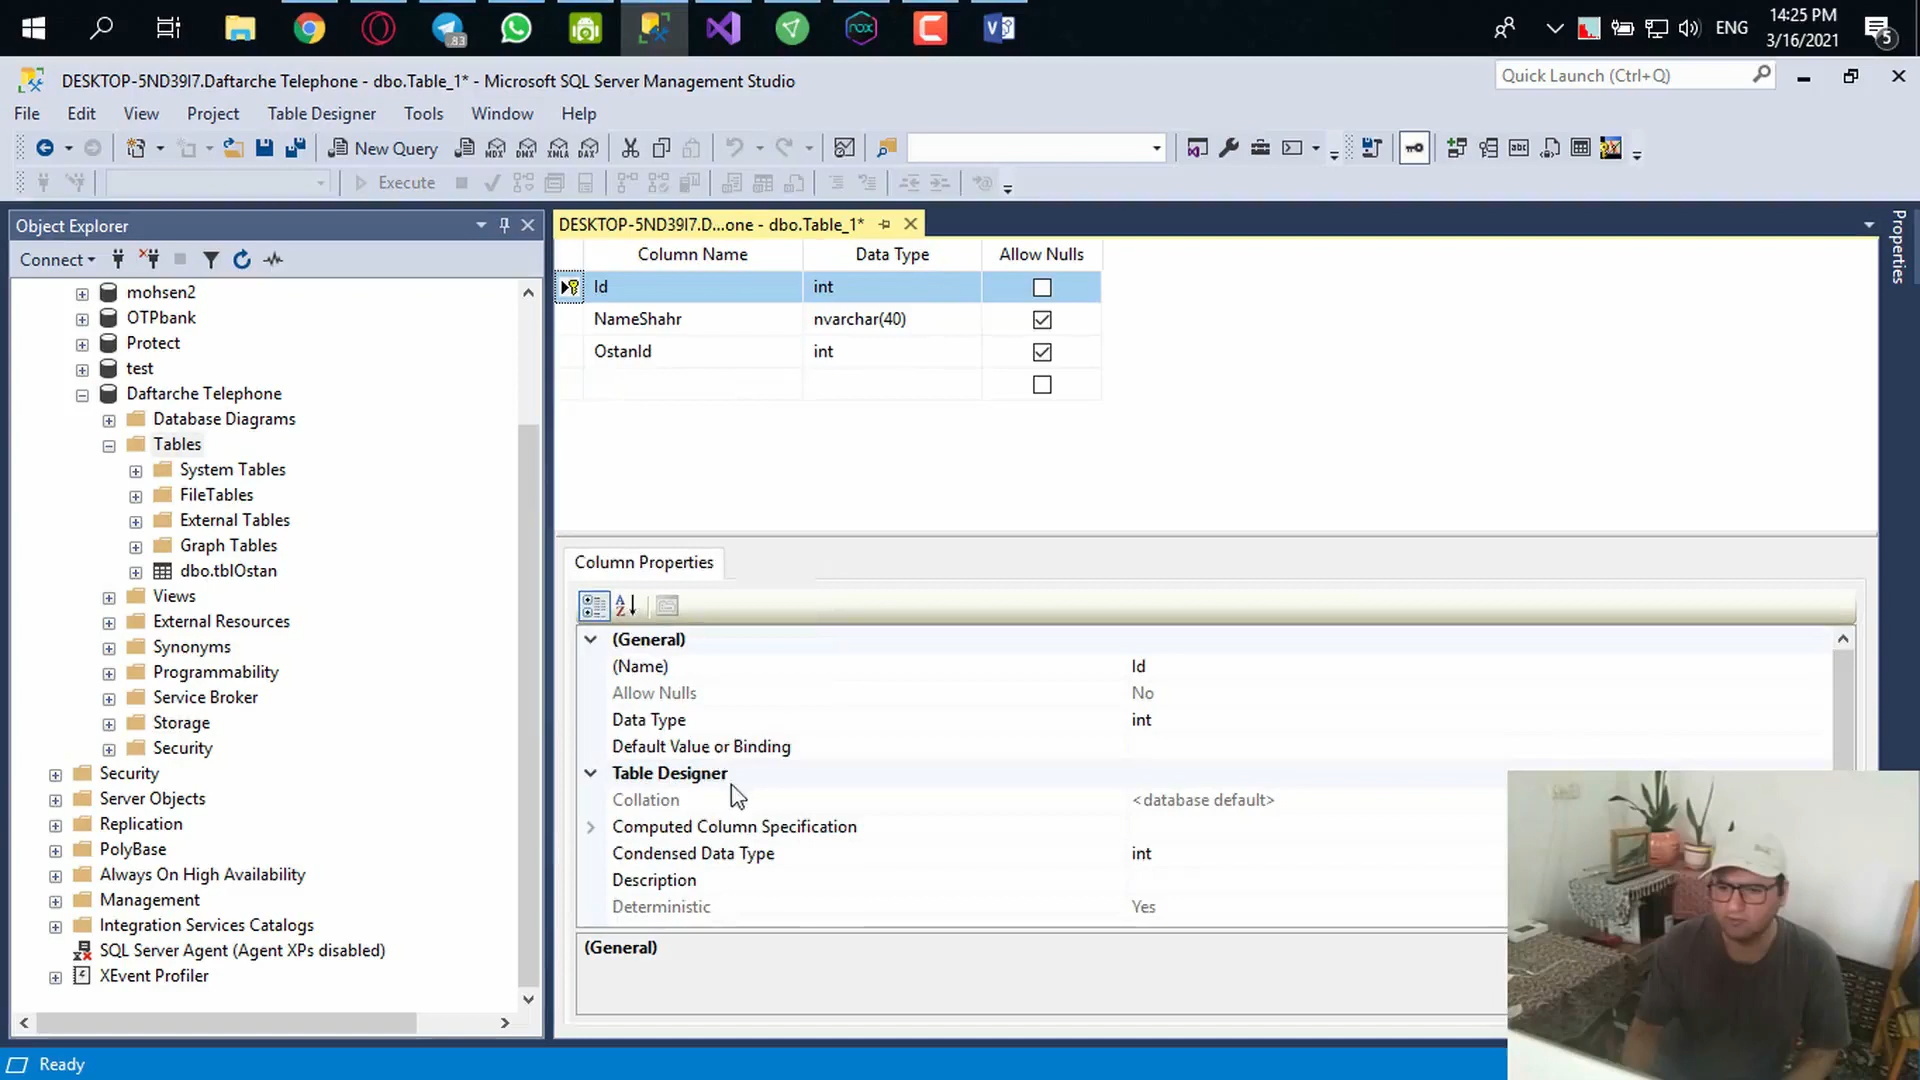 83
nox
ENG
14:25 PM
3/16/2021
5
DESKTOP-5ND39I7.Daftarche Telephone - dbo.Table_1* - Microsoft SQL Server Management Studio
Quick Launch (Ctrl+Q)
File Edit View Project Table Designer Tools Window Help
New Query
MDX DMX XMLA DAX
Execute
Object Explorer
DESKTOP-5ND39I7.D...one - dbo.Table_1*
Properties
Connect
mohsen2
OTPbank
Protect
test
Daftarche Telephone
Database Diagrams
Tables
System Tables
FileTables
External Tables
Graph Tables
dbo.tblOstan
Views
External Resources
Synonyms
Programmability
Service Broker
Storage
Security
Security
Server Objects
Replication
PolyBase
Always On High Availability
Management
Integration Services Catalogs
SQL Server Agent (Agent XPs disabled)
XEvent Profiler
Column Name Data Type Allow Nulls
Id int
NameShahr nvarchar(40)
OstanId int
Column Properties
(General)
(Name) Id
Allow Nulls No
Data Type int
Default Value or Binding
Table Designer
Collation <database default>
Computed Column Specification
Condensed Data Type int
Description
Deterministic Yes
(General)
Ready